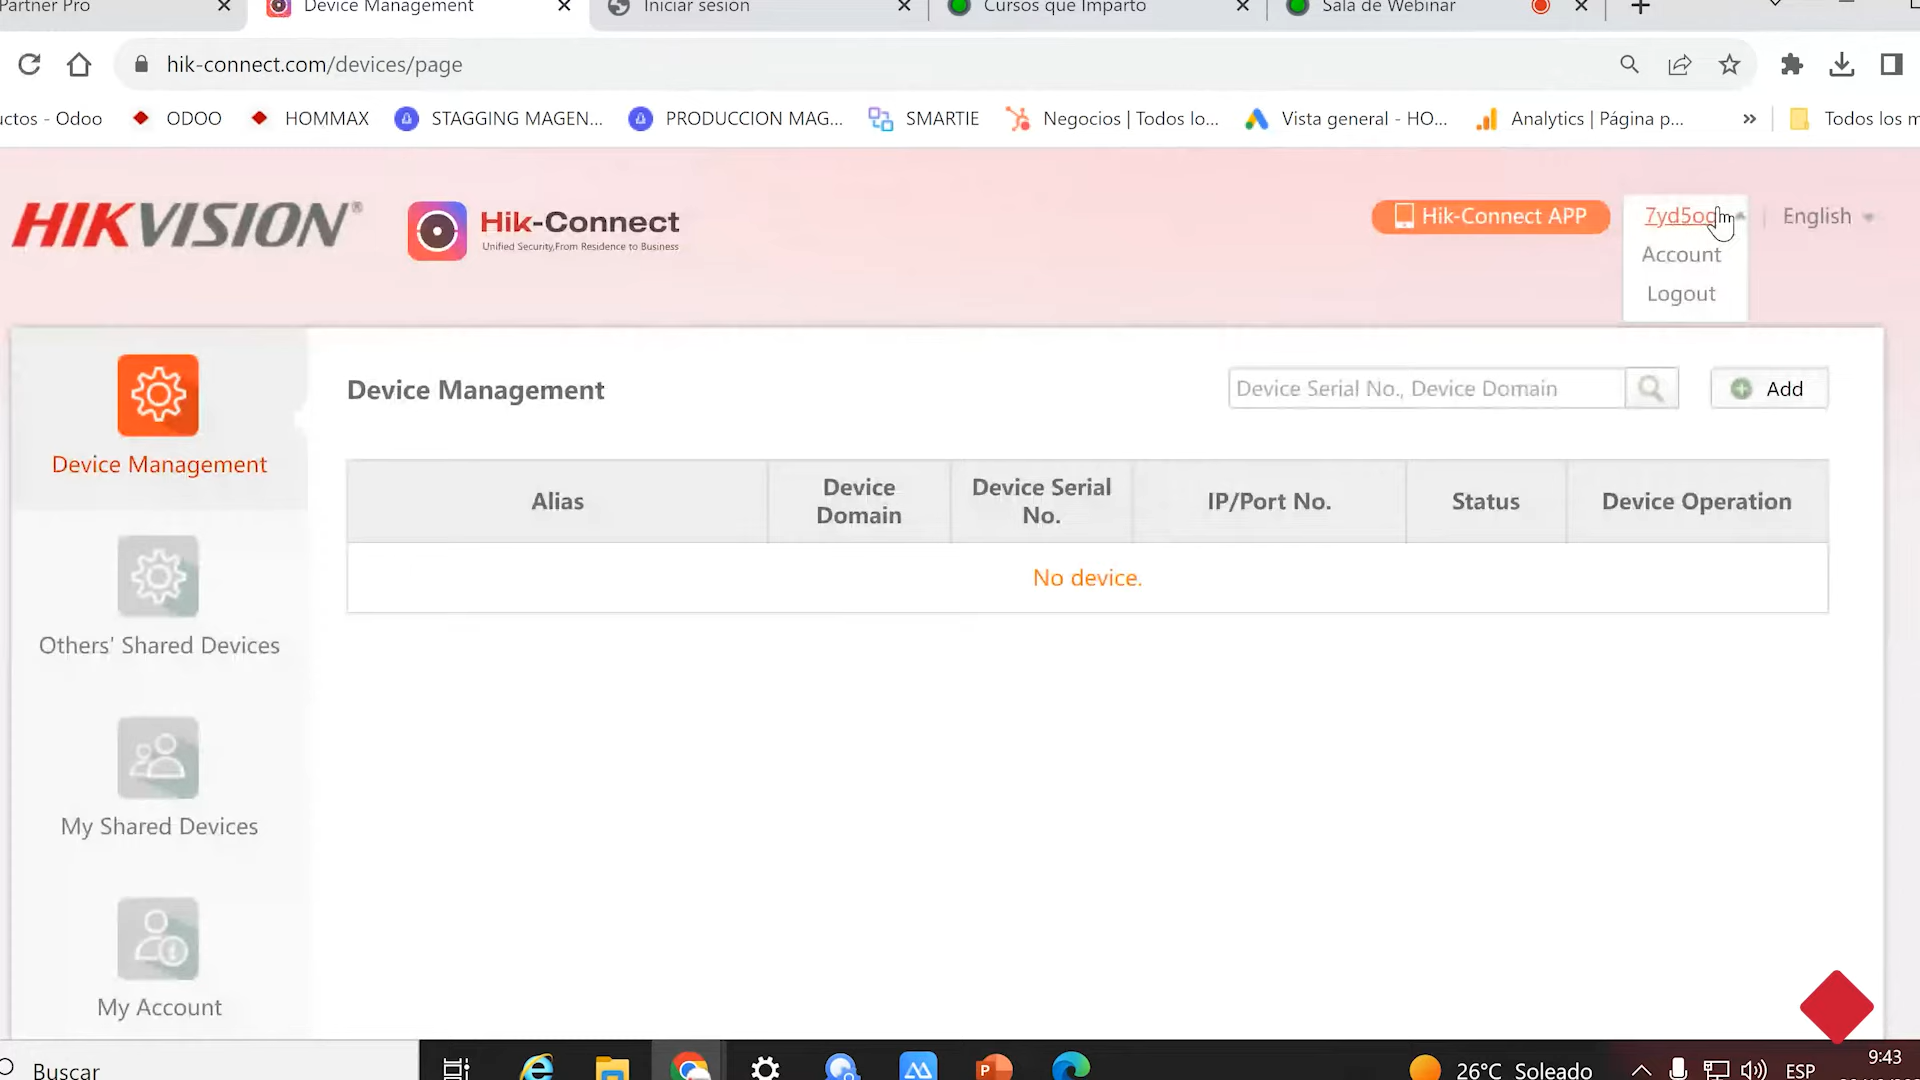 Partner Pro
Device Management
Iniciar sesión
Cursos que Imparto
Sala de Webinar
hik-connect.com/devices/page
uctos - Odoo
ODOO
HOMMAX
STAGGING MAGEN...
PRODUCCION MAG...
SMARTIE
Negocios | Todos lo...
Vista general - HO...
Analytics | Página p...
»
Todos los m
HIKVISION®
Hik-Connect
Unified Security,From Residence to Business
Hik-Connect APP
English
Account
Logout
Device Management
Others' Shared Devices
My Shared Devices
My Account
Device Management
Device Serial No., Device Domain
Add
Alias
Device
Domain
Device Serial
No.
IP/Port No.
Status
Device Operation
No device.
Buscar
26°C Soleado
ESP
9:43